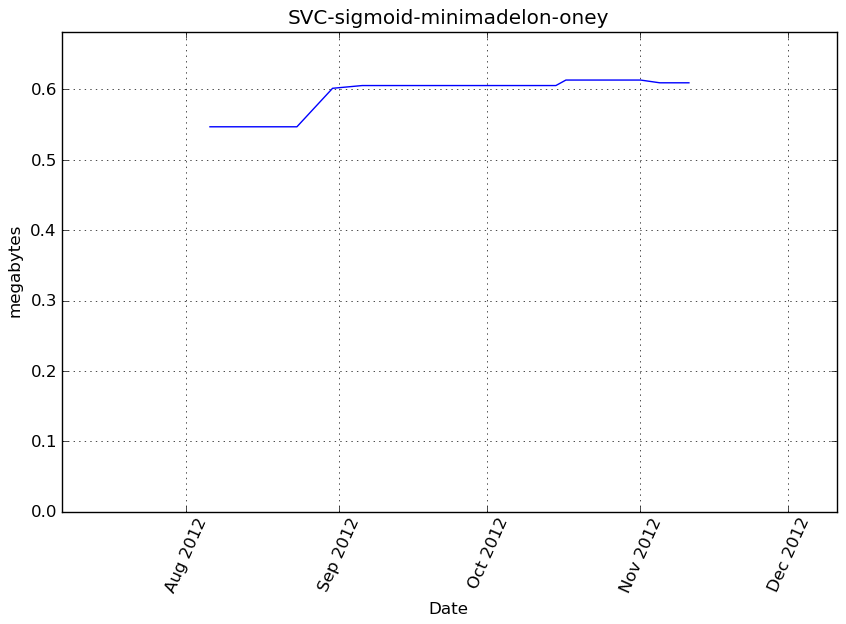 SVC-sigmoid-minimadelon-oney
megabytes
0.6
0.5
0.4
0.3
0.2
0.1
0.0
Aug 2012
Sep 2012
Oct 2012
Nov 2012
Dec 2012
Date